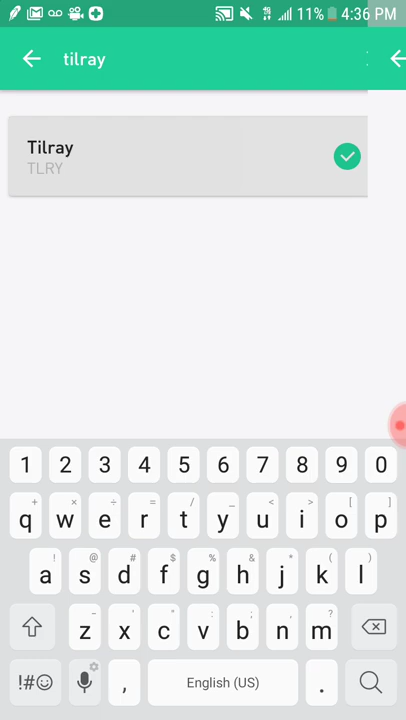 11% 4:36 PM
tilray
Tilray
TLRY
1 2 3 4 5 6 7 8 9 0
+ × ÷ = / _ < > [ ]
q w e r t y u i o p
! @ # $ % & * ( )
a s d f g h j k l
- ' " : ; , ?
z x c v b n m
!#☺ , English (US) .